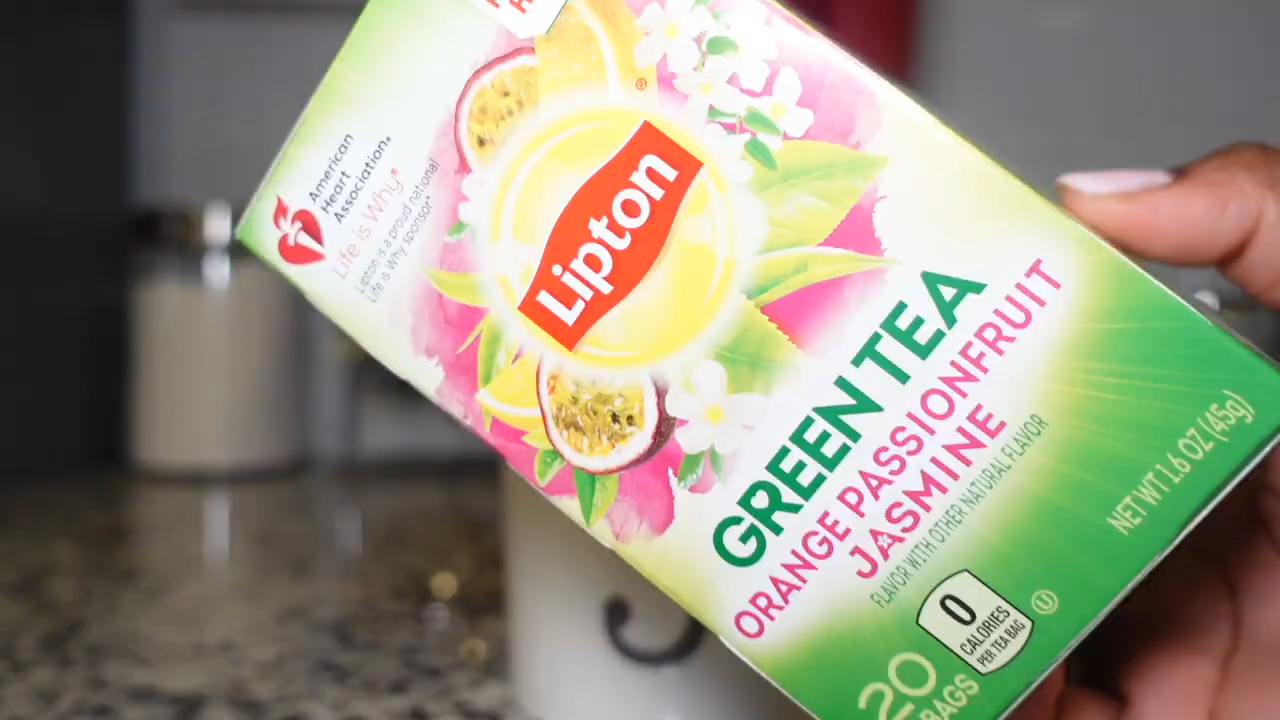 American
Heart
Association®
Life is Why®
Lipton is a proud national
Life is Why sponsor*
®
Lipton
GREEN TEA
ORANGE PASSIONFRUIT
JASMINE
FLAVOR WITH OTHER NATURAL FLAVOR
NET WT 1.6 OZ (45g)
0
CALORIES
PER TEA BAG
U
20
BAGS